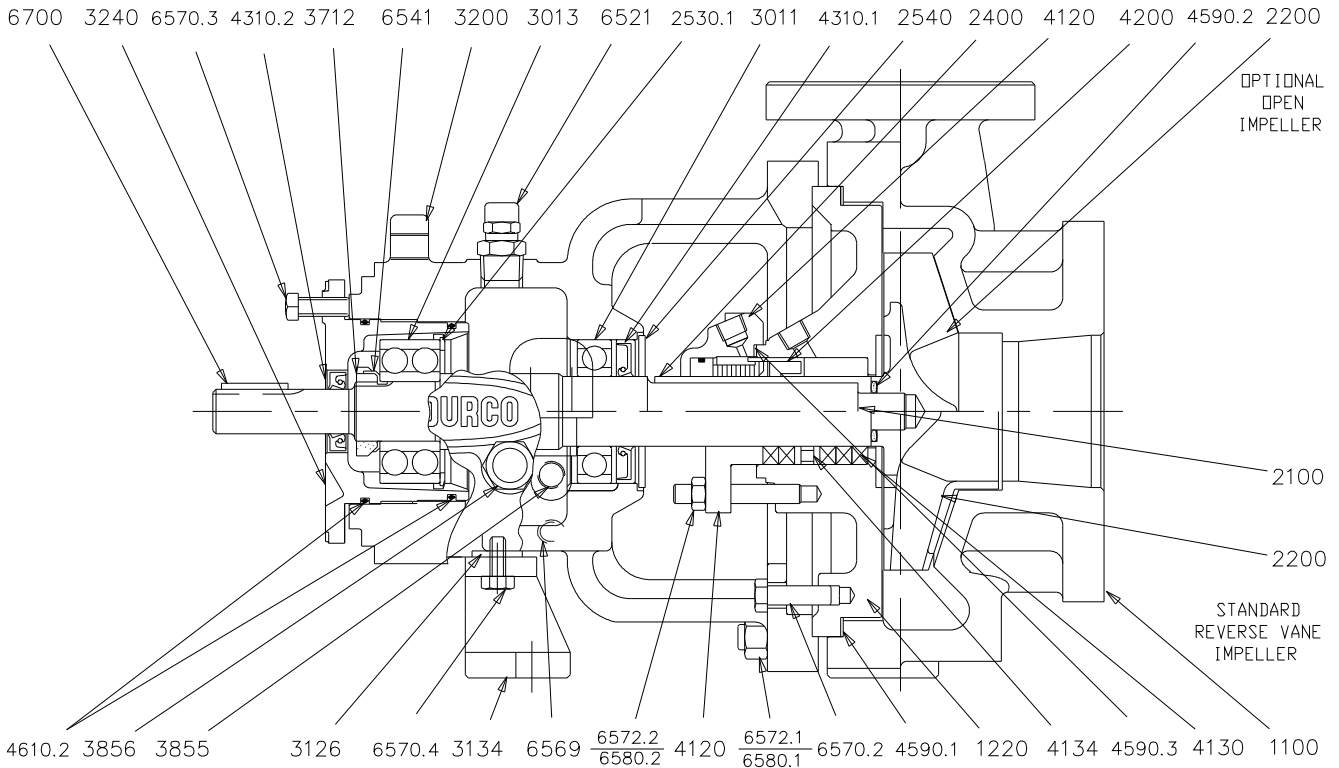 6700 3240 6570.3 4310.2 3712 6541 3200 3013 6521 2530.1 3011 4310.1 2540 2400 4120 4200 4590.2 2200
OPTIONAL
OPEN
IMPELLER
DURCO
2100
2200
STANDARD
REVERSE VANE
IMPELLER
4610.2 3856 3855 3126 6570.4 3134 6569 6572.2 4120 6572.1 6570.2 4590.1 1220 4134 4590.3 4130 1100
6580.2 6580.1